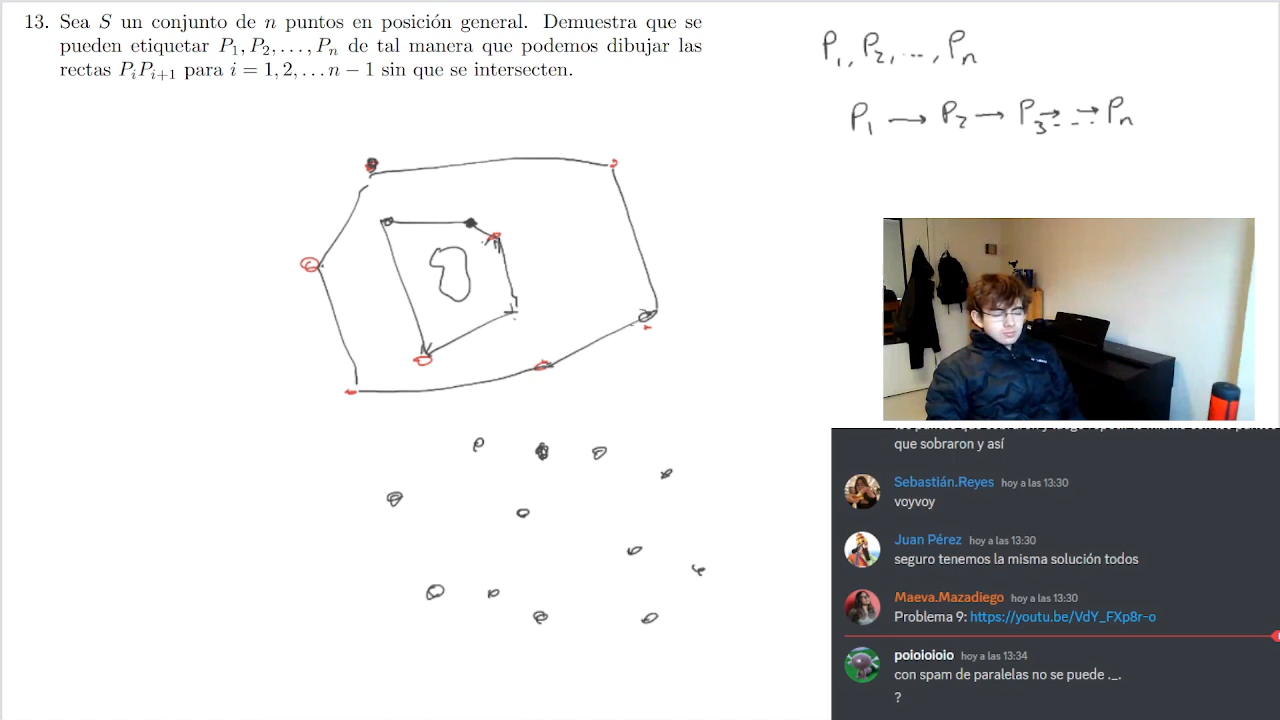 13. Sea S un conjunto de n puntos en posición general. Demuestra que se
pueden etiquetar P₁, P₂, . . . , Pₙ de tal manera que podemos dibujar las
rectas PᵢPᵢ₊₁ para i = 1, 2, . . . n − 1 sin que se intersecten.
P₁, P₂, ..., Pₙ
P₁ → P₂ → P₃ → ... → Pₙ
que sobraron y así
Sebastián.Reyes hoy a las 13:30
voyvoy
Juan Pérez hoy a las 13:30
seguro tenemos la misma solución todos
Maeva.Mazadiego hoy a las 13:30
Problema 9: https://youtu.be/VdY_FXp8r-o
poioioioio hoy a las 13:34
con spam de paralelas no se puede ._.
?